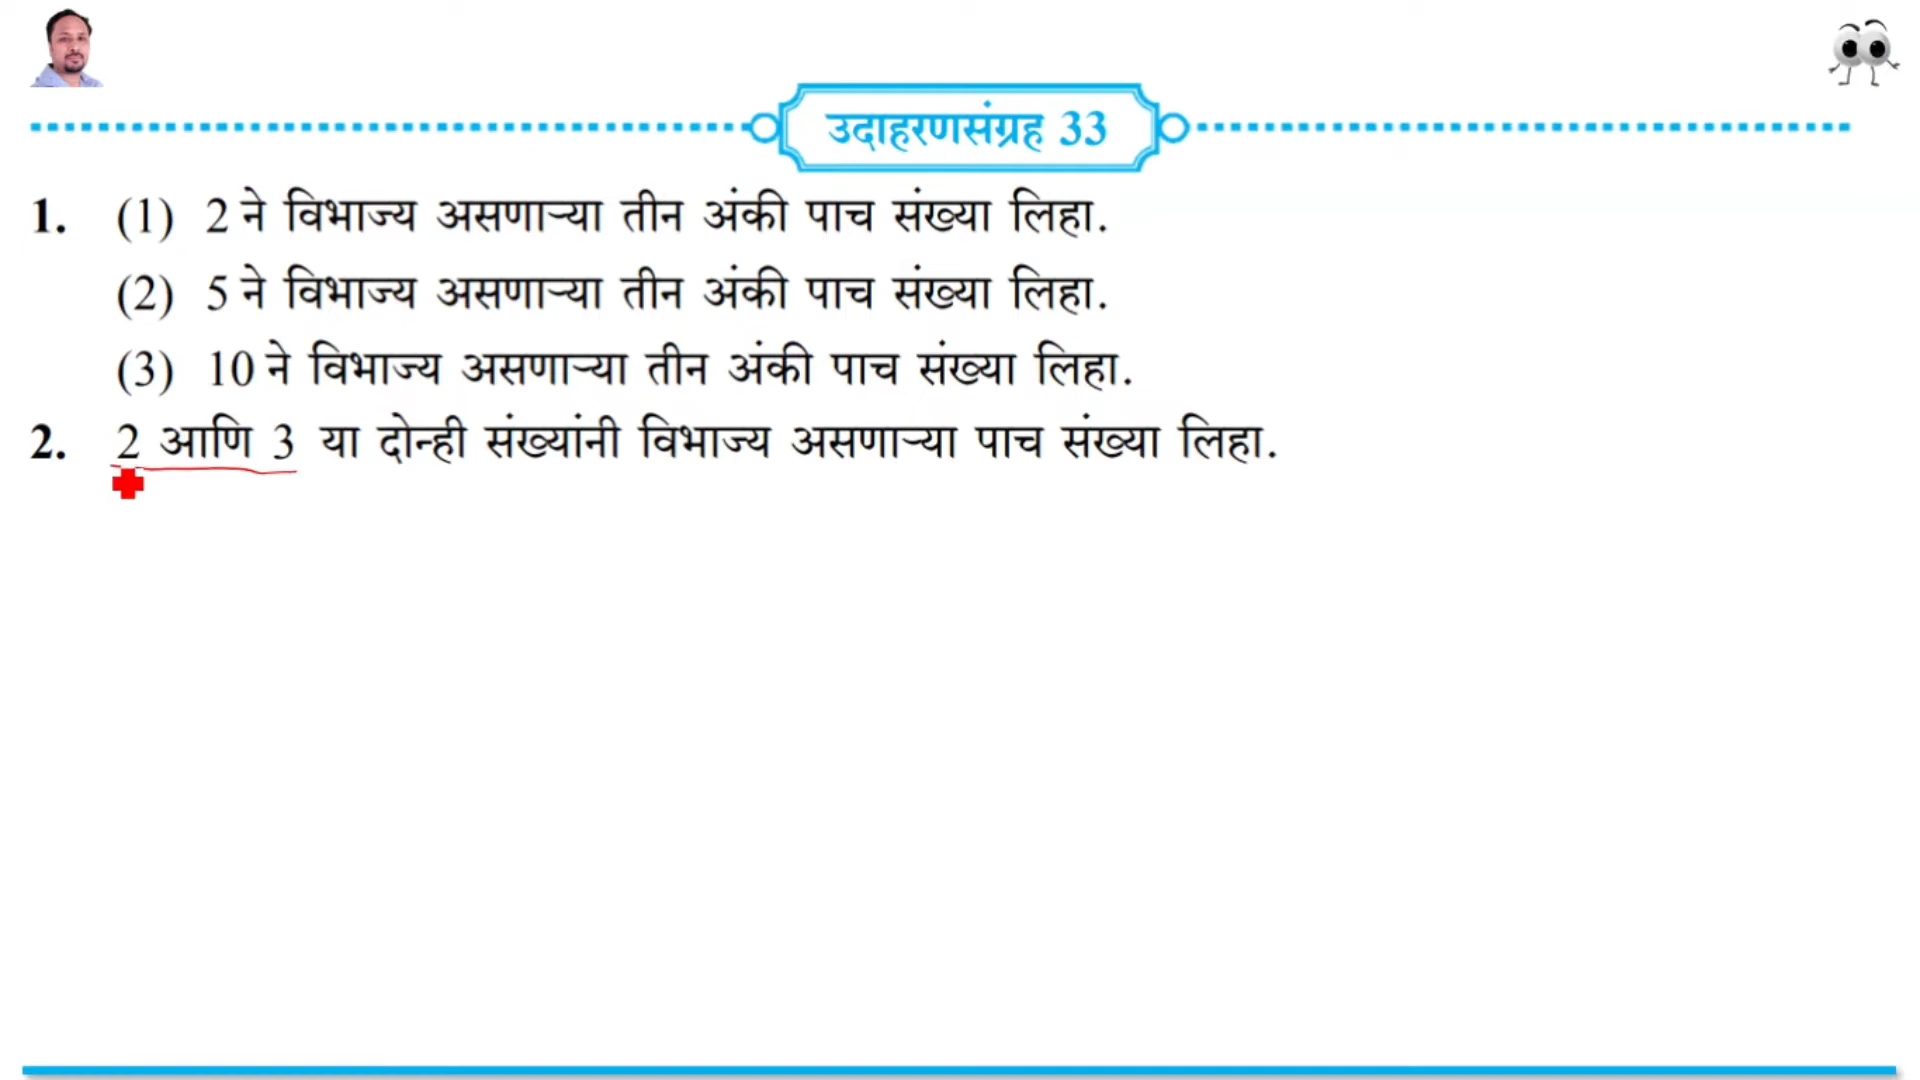 उदाहरणसंग्रह 33
1. (1) 2 ने विभाज्य असणाऱ्या तीन अंकी पाच संख्या लिहा.
(2) 5 ने विभाज्य असणाऱ्या तीन अंकी पाच संख्या लिहा.
(3) 10 ने विभाज्य असणाऱ्या तीन अंकी पाच संख्या लिहा.
2. 2 आणि 3 या दोन्ही संख्यांनी विभाज्य असणाऱ्या पाच संख्या लिहा.